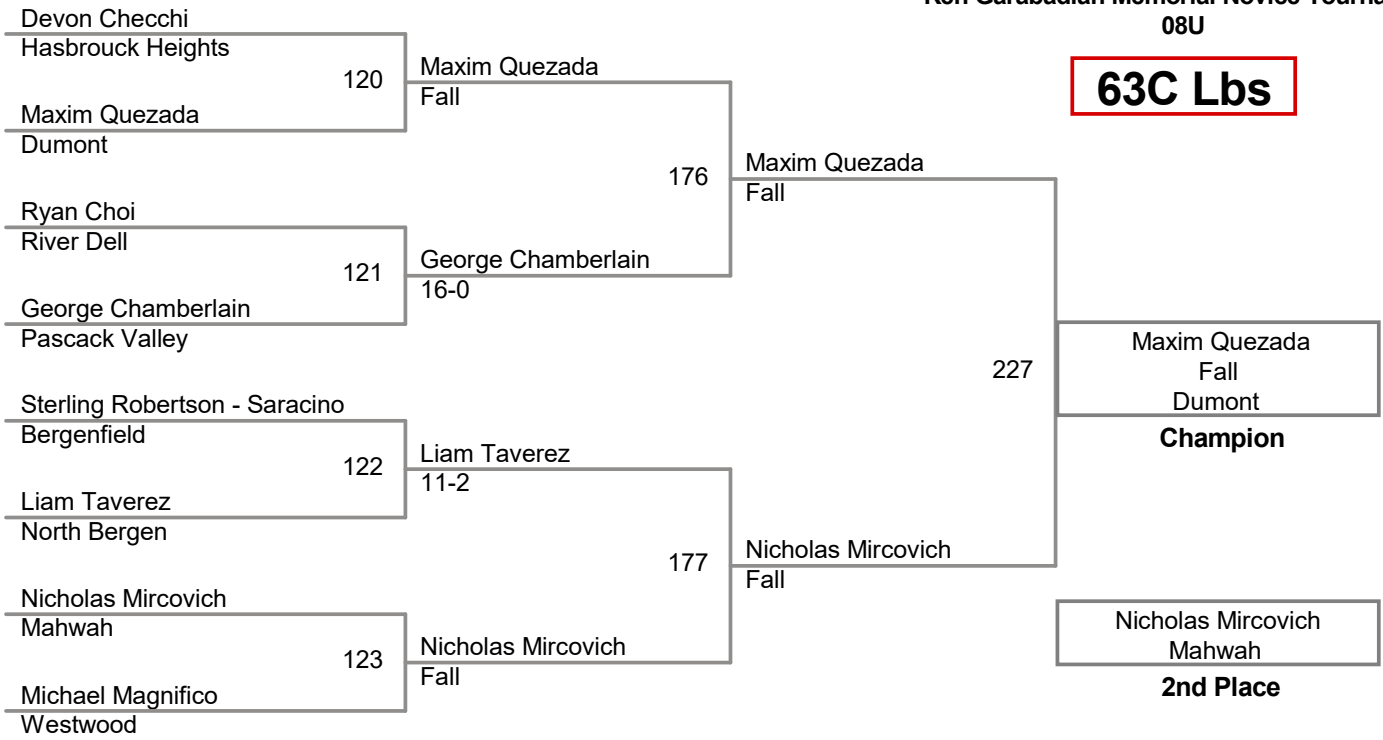 Ken Garabadian Memorial Novice
08U
63C Lbs
Devon Checchi
Hasbrouck Heights
120
Maxim Quezada
Dumont
Maxim Quezada
Fall
Ryan Choi
River Dell
121
George Chamberlain
Pascack Valley
George Chamberlain
16-0
176
Maxim Quezada
Fall
Sterling Robertson - Saracino
Bergenfield
122
Liam Taverez
North Bergen
Liam Taverez
11-2
Nicholas Mircovich
Mahwah
123
Michael Magnifico
Westwood
Nicholas Mircovich
Fall
177
Nicholas Mircovich
Fall
227
Maxim Quezada
Fall
Dumont
Champion
Nicholas Mircovich
Mahwah
2nd Place